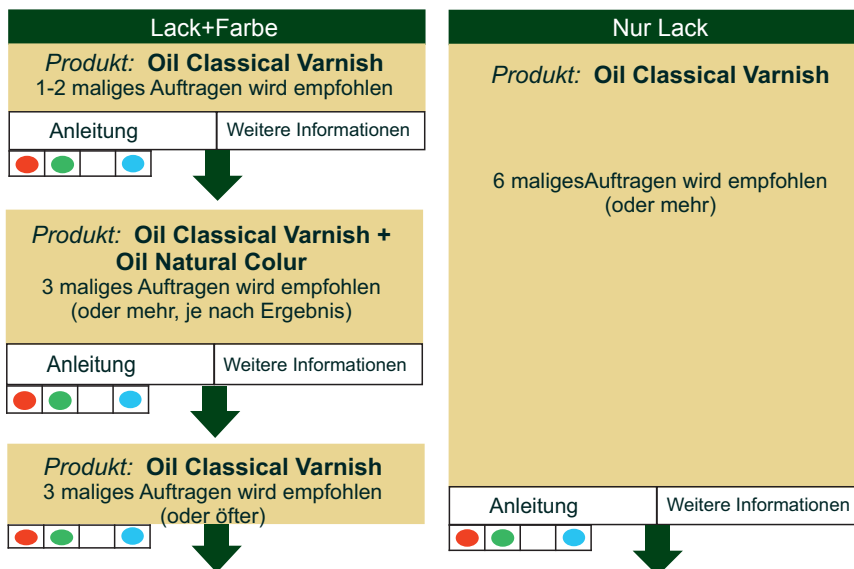 Lack+Farbe
Produkt: Oil Classical Varnish
1-2 maliges Auftragen wird empfohlen
Anleitung
Weitere Informationen
Produkt: Oil Classical Varnish +
Oil Natural Colur
3 maliges Auftragen wird empfohlen
(oder mehr, je nach Ergebnis)
Anleitung
Weitere Informationen
Produkt: Oil Classical Varnish
3 maliges Auftragen wird empfohlen
(oder öfter)
Nur Lack
Produkt: Oil Classical Varnish
6 maligesAuftragen wird empfohlen
(oder mehr)
Anleitung
Weitere Informationen